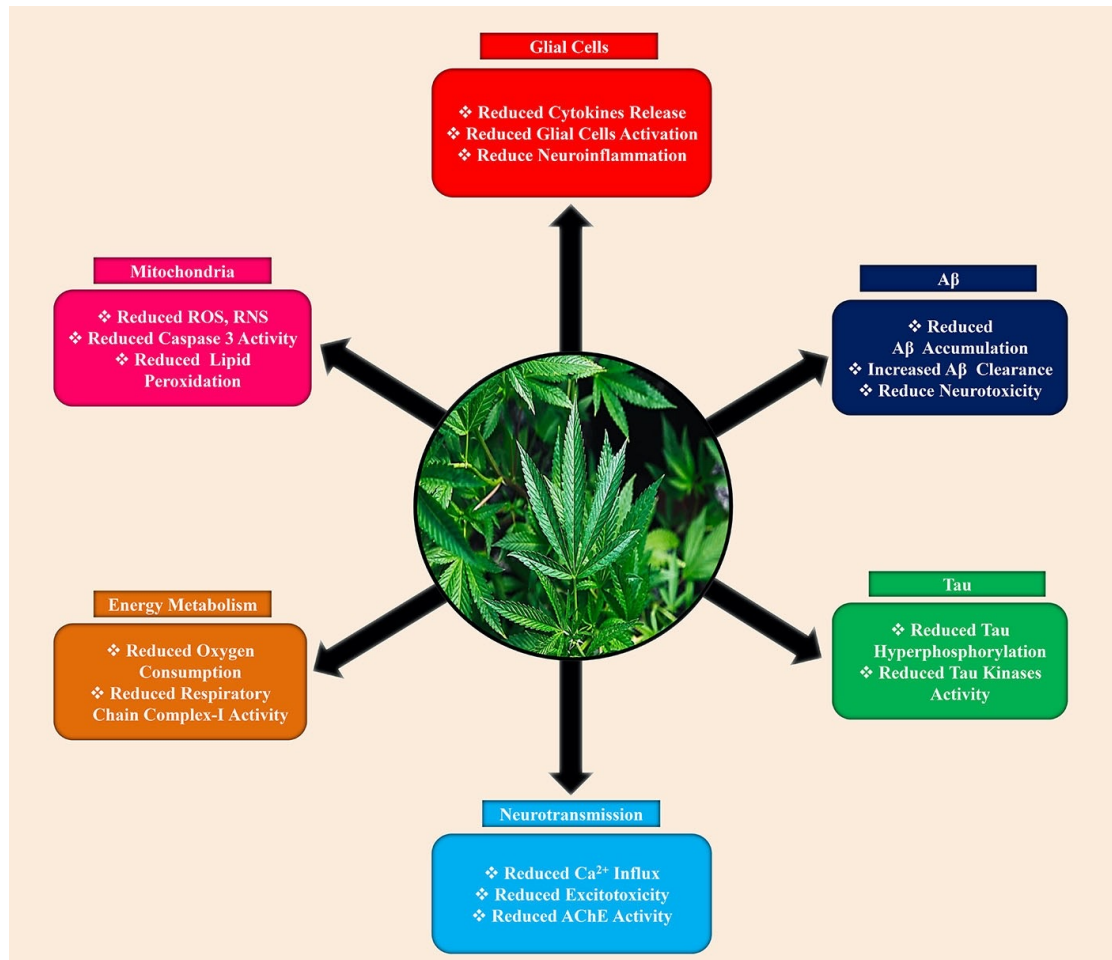 Glial Cells
❖ Reduced Cytokines Release
❖ Reduced Glial Cells Activation
❖ Reduce Neuroinflammation
Mitochondria
❖ Reduced ROS, RNS
❖ Reduced Caspase 3 Activity
❖ Reduced Lipid
Peroxidation
Aβ
❖ Reduced
Aβ Accumulation
❖ Increased Aβ Clearance
❖ Reduce Neurotoxicity
Energy Metabolism
❖ Reduced Oxygen
Consumption
❖ Reduced Respiratory
Chain Complex-I Activity
Tau
❖ Reduced Tau
Hyperphosphorylation
❖ Reduced Tau Kinases
Activity
Neurotransmission
❖ Reduced Ca²⁺ Influx
❖ Reduced Excitotoxicity
❖ Reduced AChE Activity